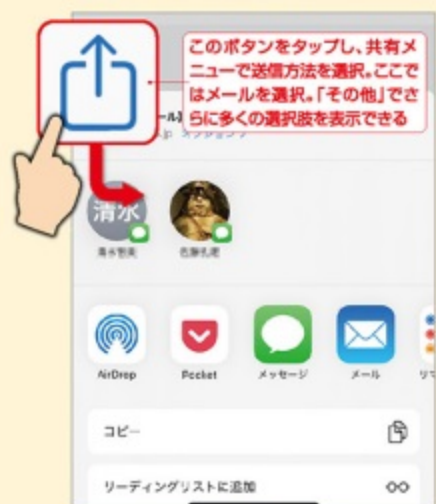 このボタンをタップし、共有メ
ニューで送信方法を選択。ここで
はメールを選択。「その他」でさ
らに多くの選択肢を表示できる
清水
AirDrop
Pocket
メッセージ
メール
コピー
リーディングリストに追加